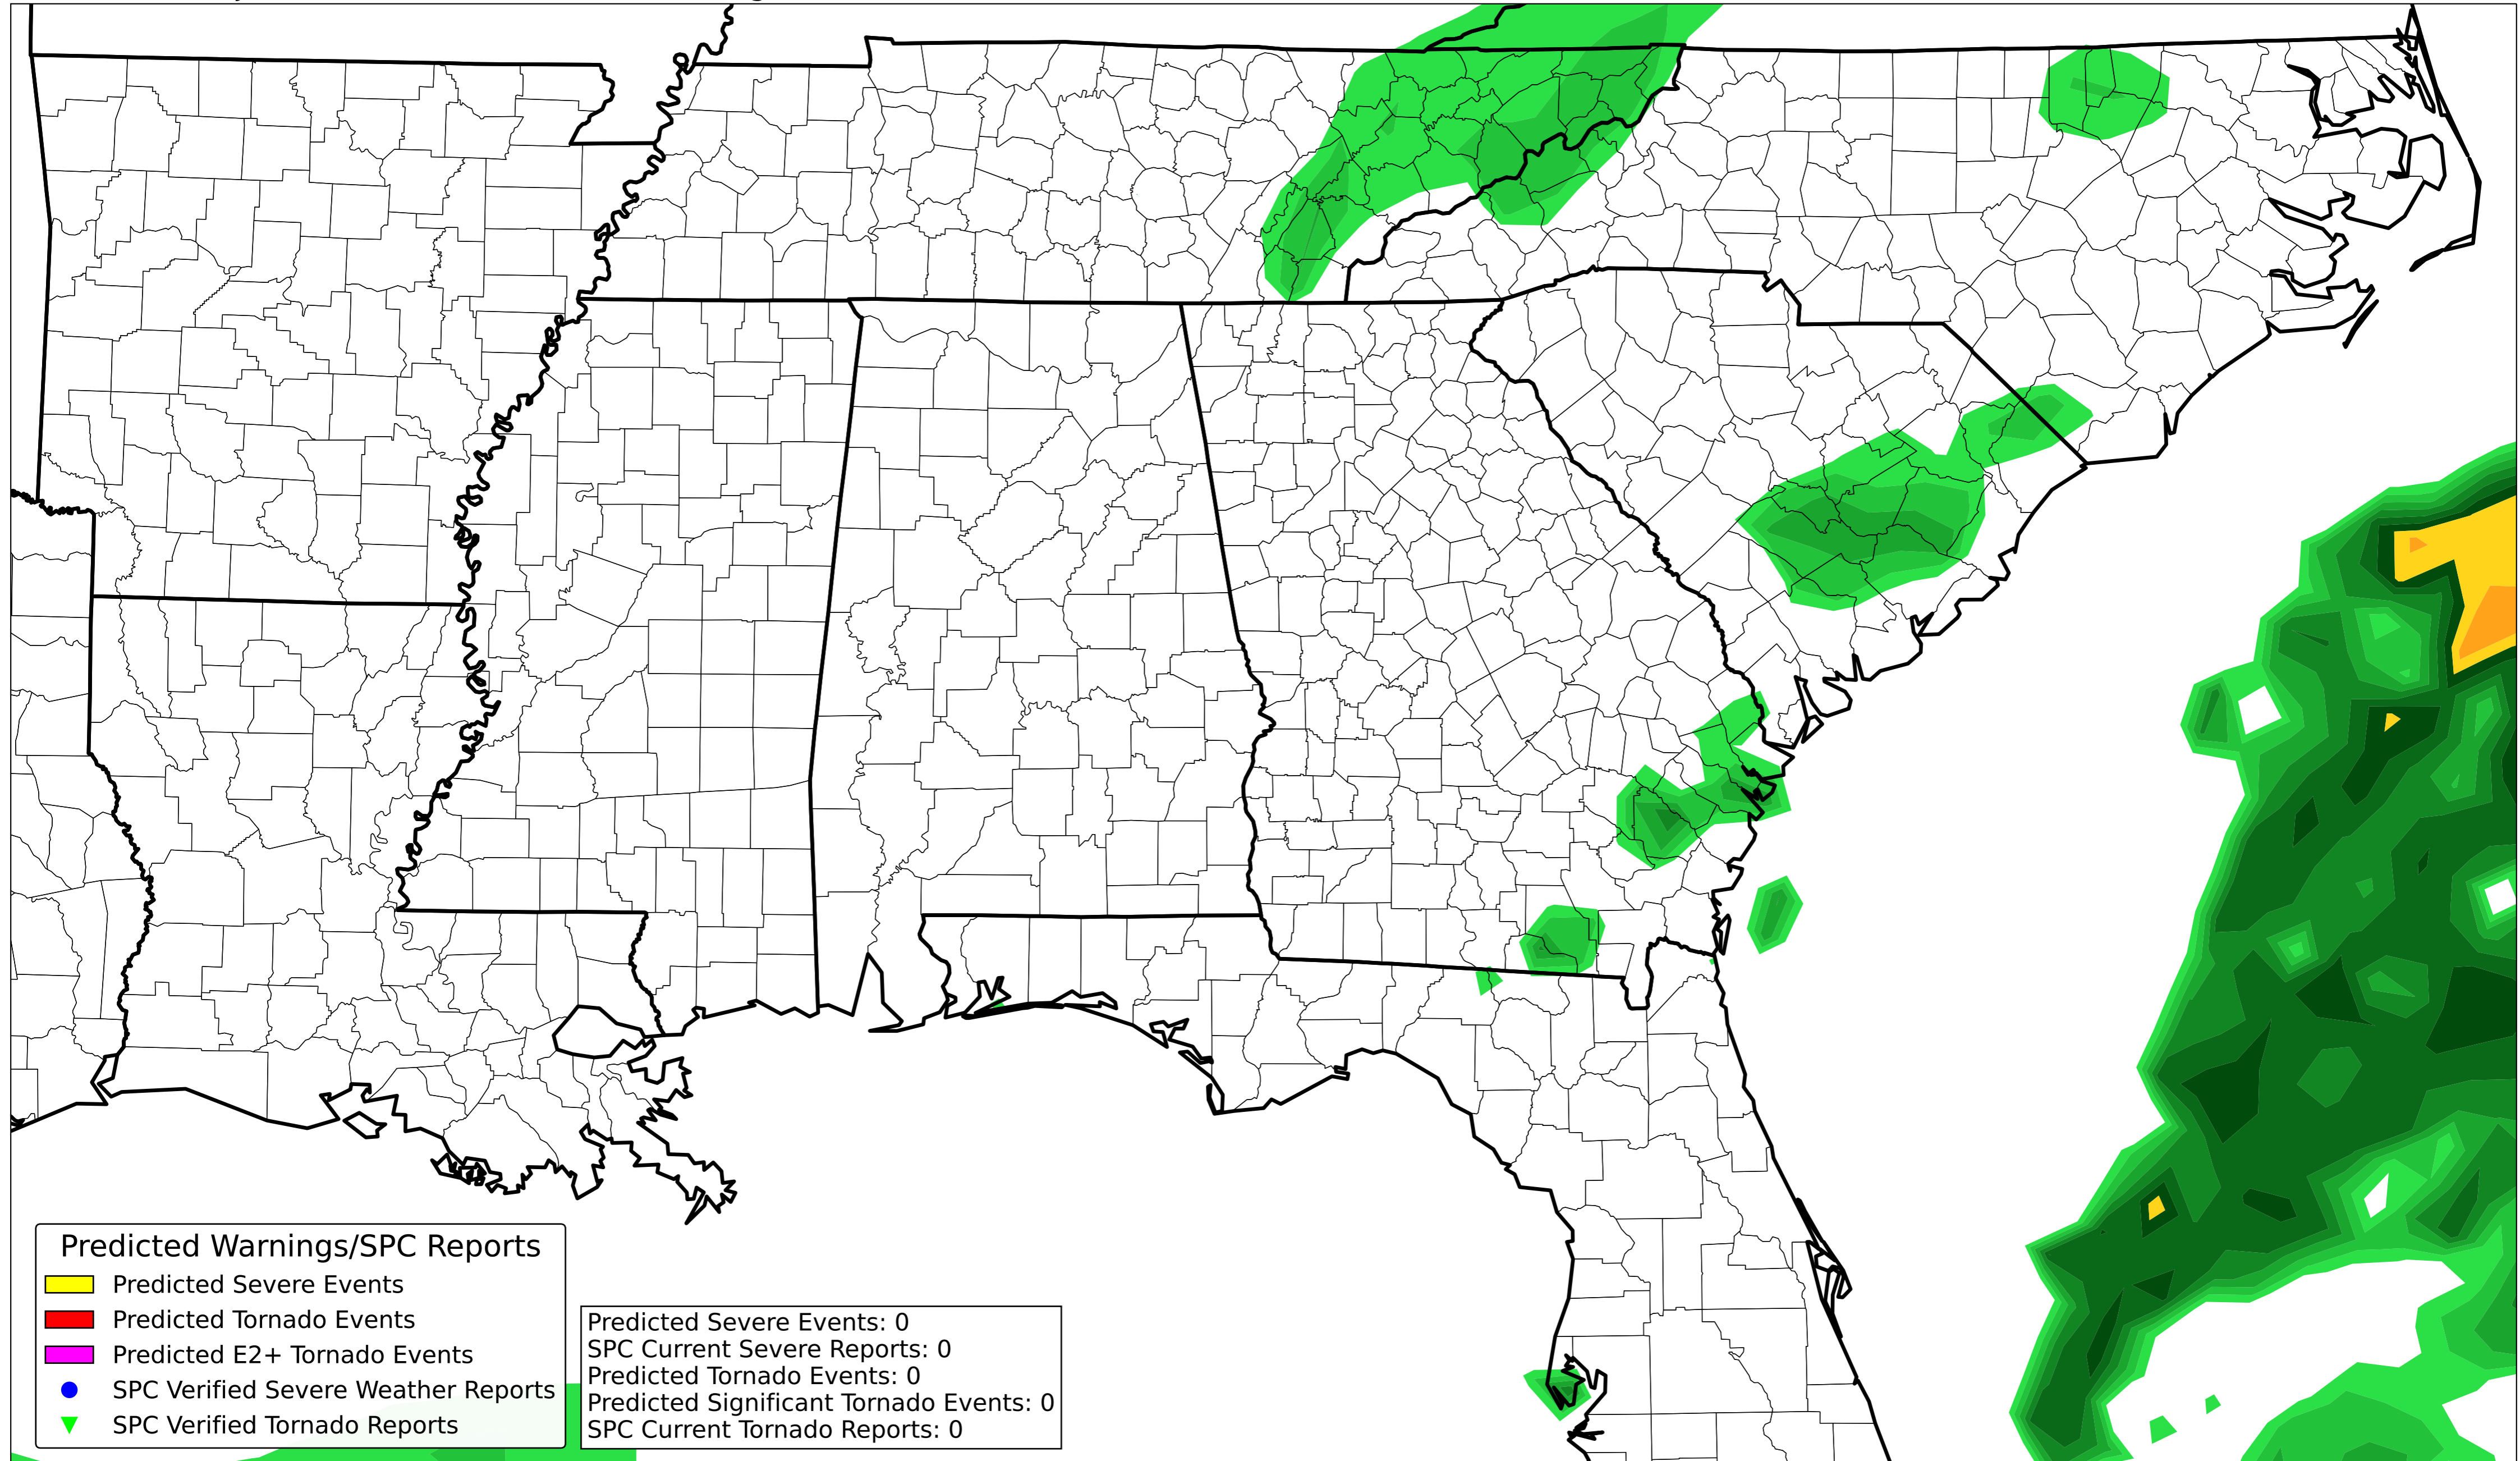 Predicted Warnings/SPC Reports
Predicted Severe Events
Predicted Tornado Events
Predicted E2+ Tornado Events
SPC Verified Severe Weather Reports
SPC Verified Tornado Reports
Predicted Severe Events: 0
SPC Current Severe Reports: 0
Predicted Tornado Events: 0
Predicted Significant Tornado Events: 0
SPC Current Tornado Reports: 0